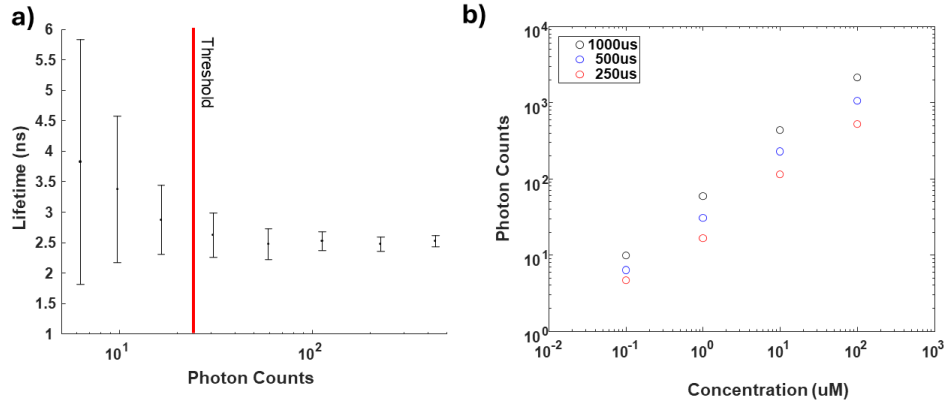 a)
6
5.5
5
4.5
4
3.5
3
2.5
2
1.5
1
Lifetime (ns)
Threshold
10^1
10^2
Photon Counts
b)
10^4
10^3
10^2
10^1
10^0
Photon Counts
1000us
500us
250us
10^-2
10^-1
10^0
10^1
10^2
10^3
Concentration (uM)